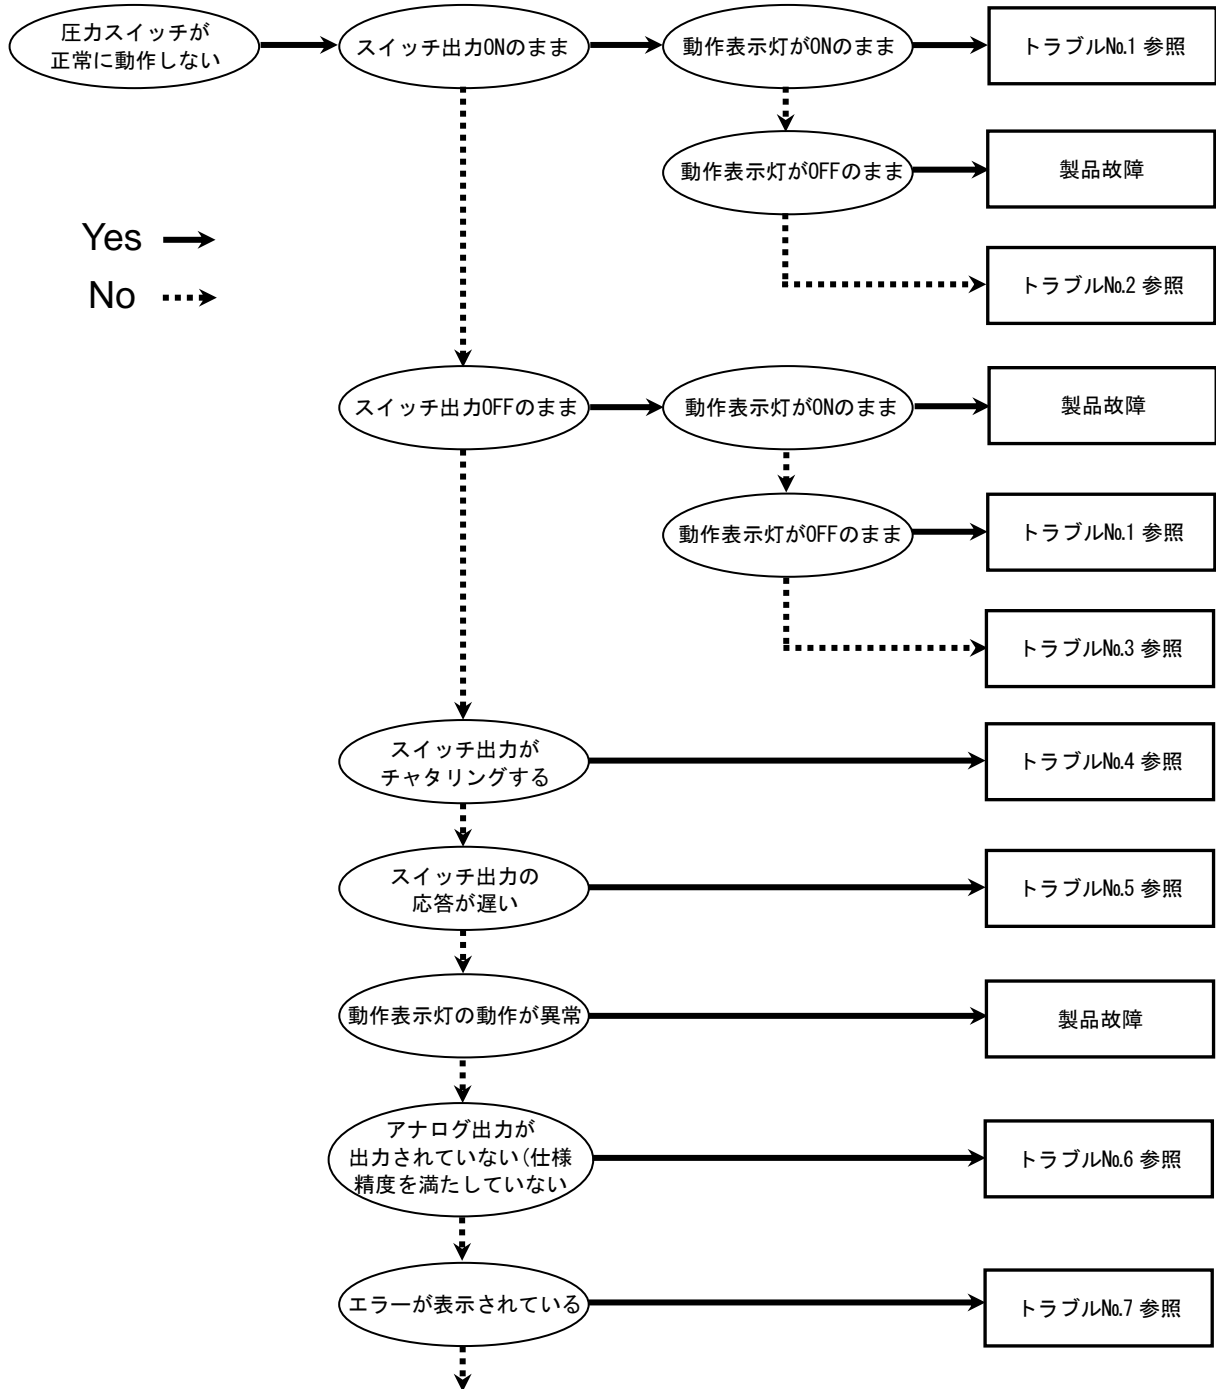 圧力スイッチが
正常に動作しない
スイッチ出力ONのまま
動作表示灯がONのまま
トラブル№1 参照
動作表示灯がOFFのまま
製品故障
Yes
No
トラブル№2 参照
スイッチ出力OFFのまま
動作表示灯がONのまま
製品故障
動作表示灯がOFFのまま
トラブル№1 参照
トラブル№3 参照
スイッチ出力が
チャタリングする
トラブル№4 参照
スイッチ出力の
応答が遅い
トラブル№5 参照
動作表示灯の動作が異常
製品故障
アナログ出力が
出力されていない(仕様
精度を満たしていない
トラブル№6 参照
エラーが表示されている
トラブル№7 参照